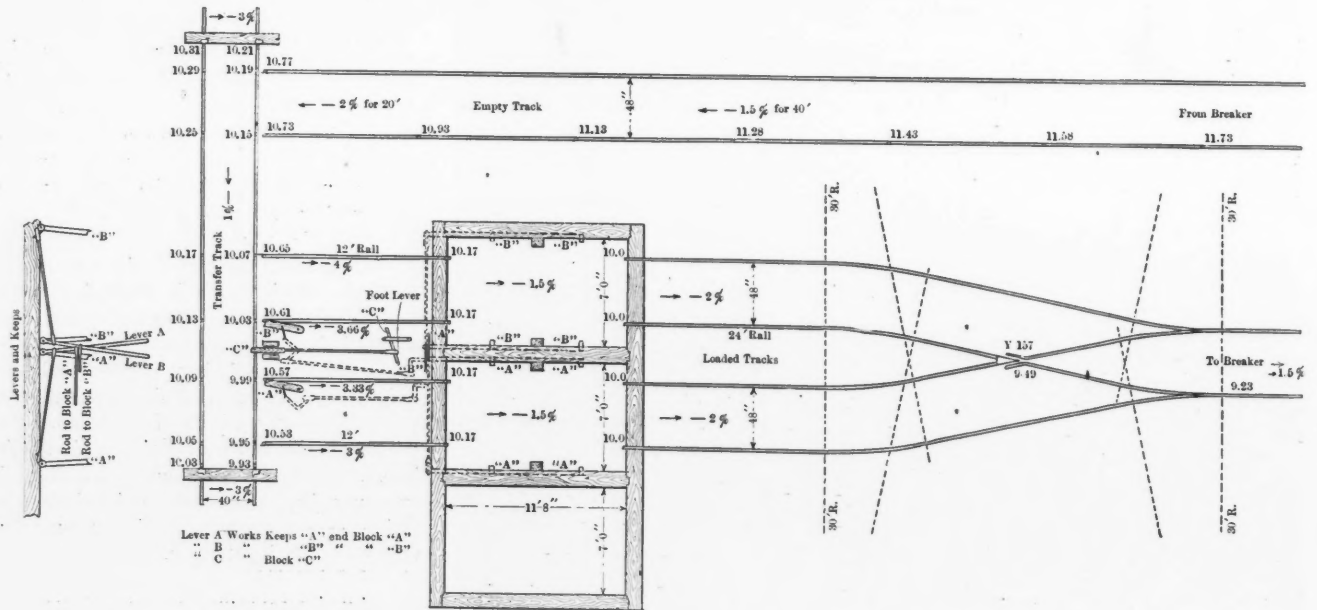 → – 3%
10.31 10.21
10.29 10.19 10.77
← – 2% for 20' Empty Track 48" ← – 1.5% for 40' From Breaker
10.25 10.15 10.73 10.93 11.13 11.28 11.43 11.58 11.73
1% →
Transfer Track
30' R. 30' R.
Levers and Keeps
"B"
10.17 10.07 10.65 12' Rail 10.17 "B" "B" 10.0
→ – 4%
→ – 1.5% 7'0" → – 2% 48"
Foot Lever
"C"
10.13 10.03 10.61 10.17 10.0
"B" → – 3.66% "A" "B" "B" 24' Rail
"B" Lever A
"A" Lever B
"C" "B" "A" "A" Loaded Tracks Y 157
9.49 To Breaker → 1.5%
10.09 9.99 10.57 10.17 10.0 9.23
"A" → – 3.33%
Rod to Block "A"
Rod to Block "B"
→ – 1.5% 7'0" → – 2% 48"
10.05 9.95 10.53 12' 10.17 10.0
→ – 3%
"A" 10.03 9.93 "A" "A"
→ – 3%
40"
11'8" 7'0"
30' R. 30' R.
Lever A Works Keeps "A" end Block "A"
" B " "B" " " "B"
" C " Block "C"